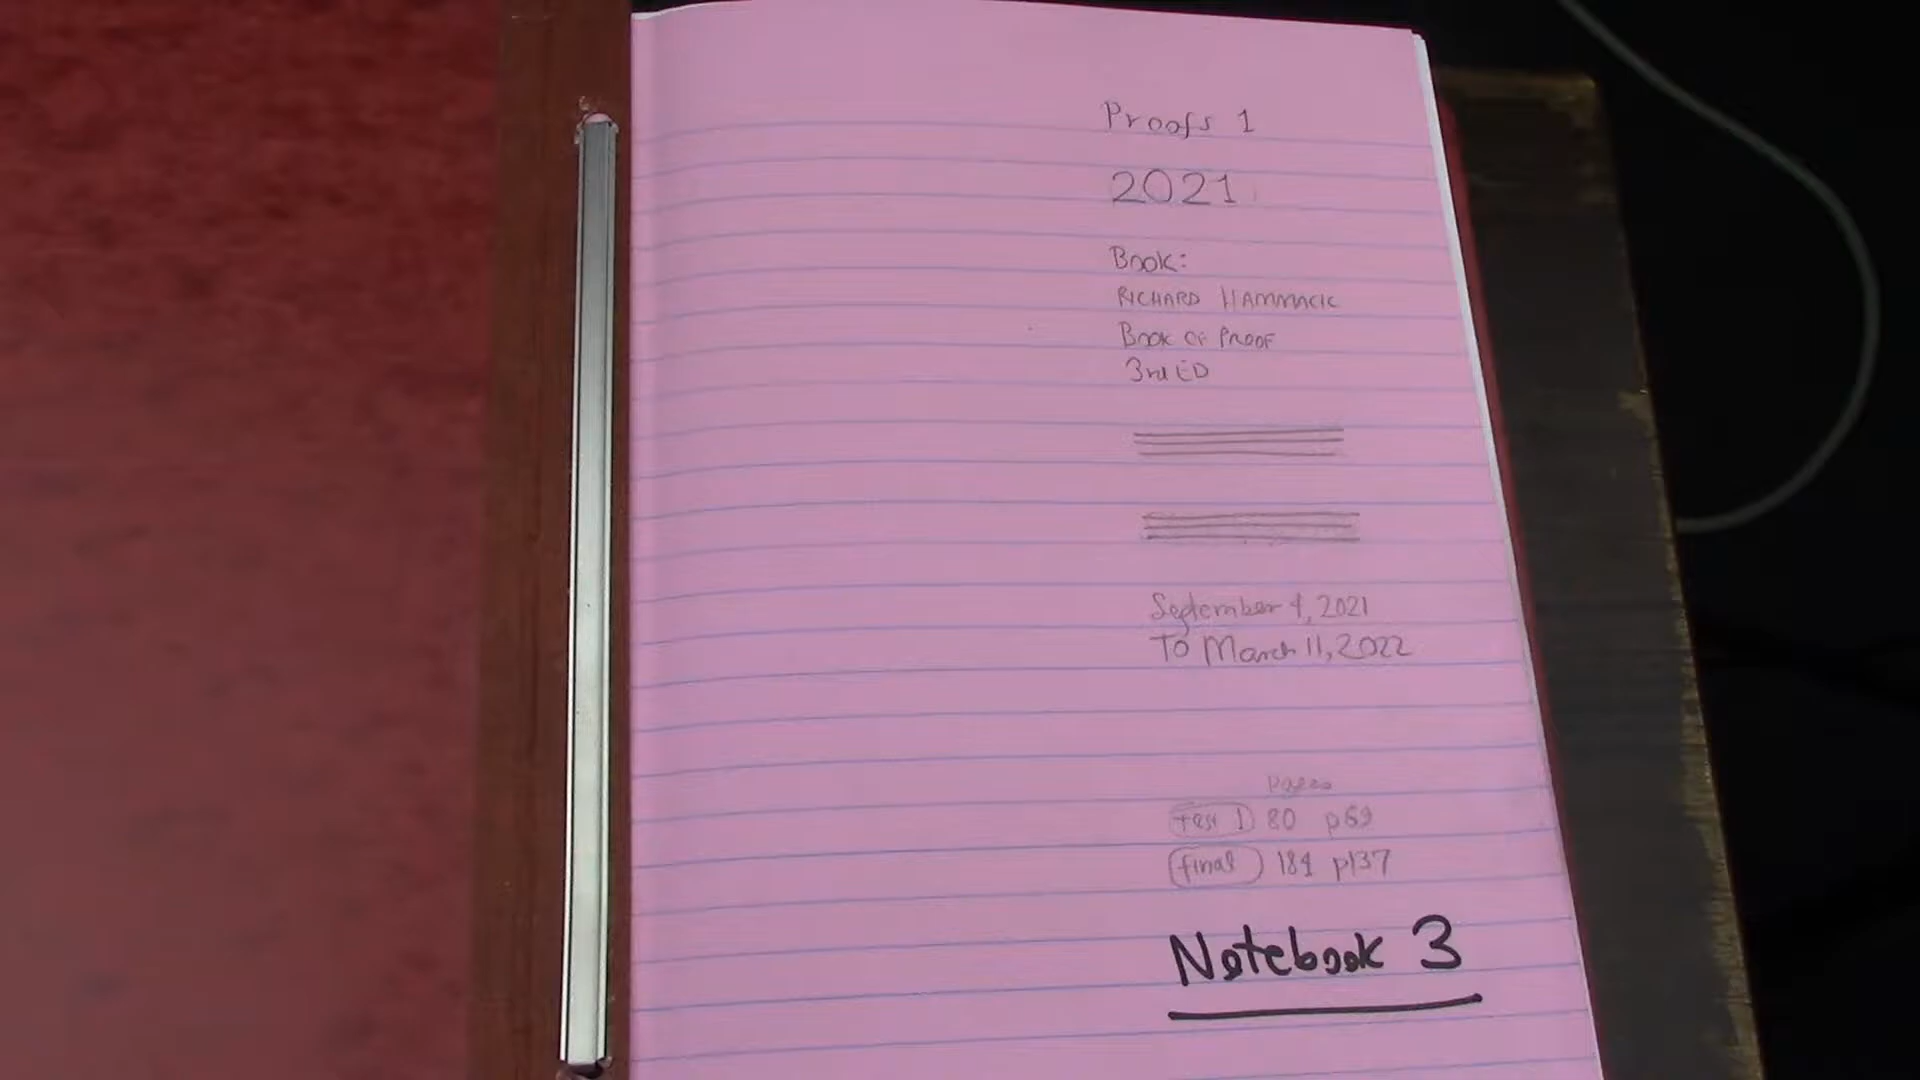 Proofs 1
2021
Book:
RICHARD HAMMACK
BOOK OF PROOF
3rd ED
September 4, 2021
TO March 11, 2022
pages
test 1 80 p69
final 184 p137
Notebook 3